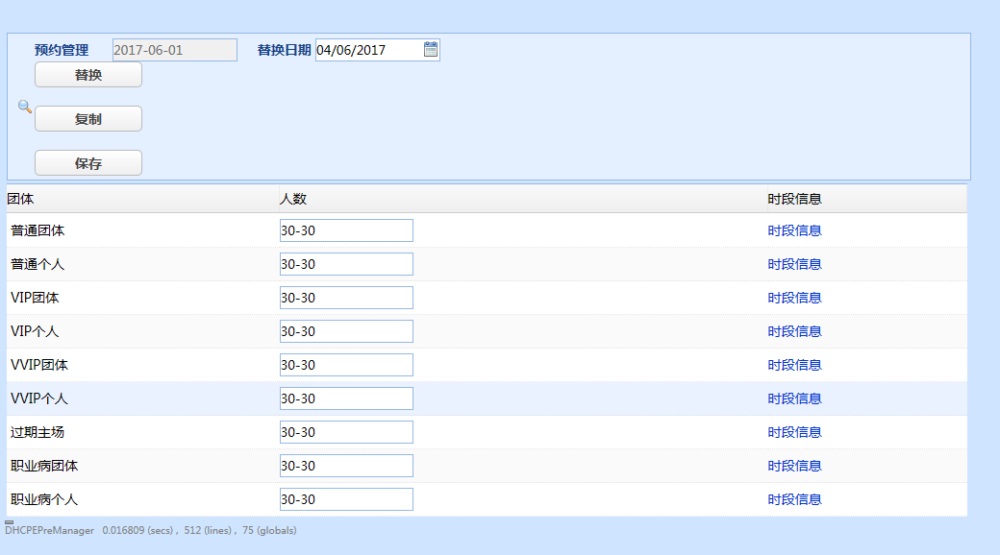 预约管理 2017-06-01 替换日期 04/06/2017
替换
复制
保存
团体 人数 时段信息
普通团体 30-30 时段信息
普通个人 30-30 时段信息
VIP团体 30-30 时段信息
VIP个人 30-30 时段信息
VVIP团体 30-30 时段信息
VVIP个人 30-30 时段信息
过期主场 30-30 时段信息
职业病团体 30-30 时段信息
职业病个人 30-30 时段信息
DHCPEPreManager 0.016809 (secs) , 512 (lines) , 75 (globals)